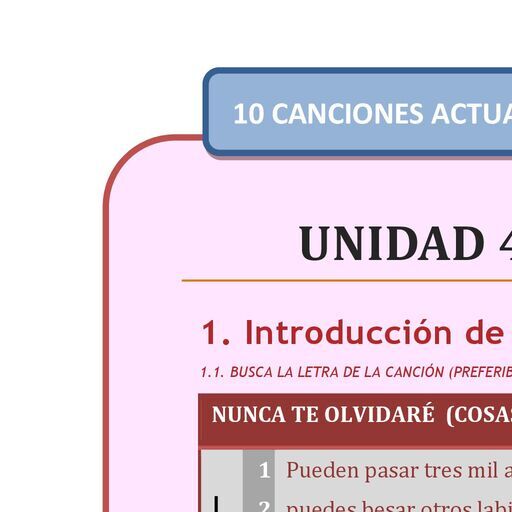 10 CANCIONES ACTUA
UNIDAD 4
1. Introducción de
1.1. BUSCA LA LETRA DE LA CANCIÓN (PREFERIB
NUNCA TE OLVIDARÉ (COSAS
1 Pueden pasar tres mil a
2 puedes besar otros labi